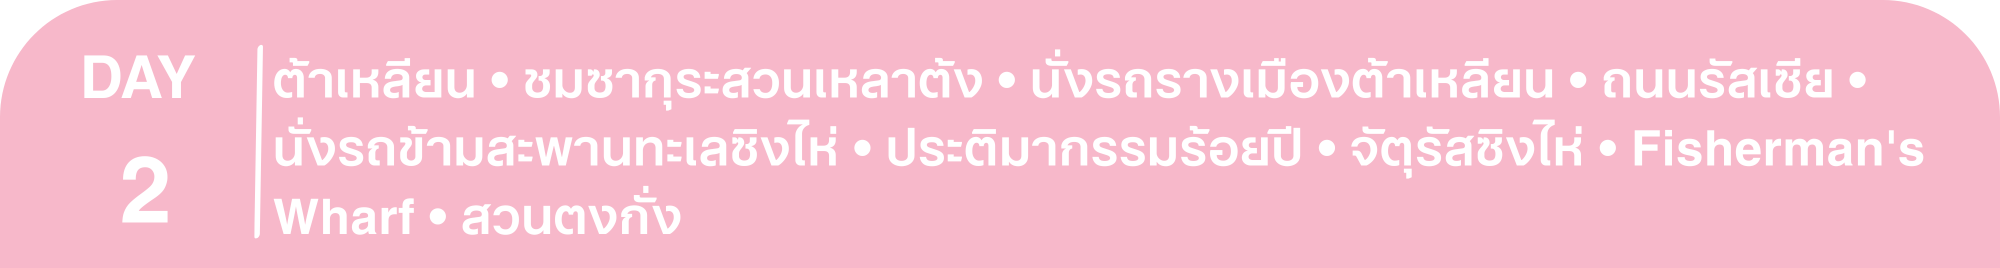 DAY
2
ต้าเหลียน • ชมซากุระสวนเหลาตัง • นั่งรถรางเมืองต้าเหลียน • ถนนรัสเซีย •
นั่งรถข้ามสะพานทะเลซิงไห่ • ประติมากรรมร้อยปี • จัตุรัสซิงไห่ • Fisherman's
Wharf • สวนตงกั่ง